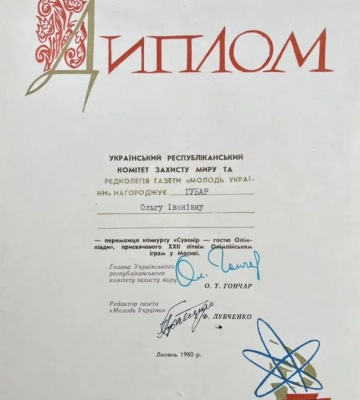 ДИПЛОМ
УКРАЇНСЬКИЙ РЕСПУБЛІКАНСЬКИЙ
КОМІТЕТ ЗАХИСТУ МИРУ ТА
РЕДКОЛЕГІЯ ГАЗЕТИ «МОЛОДЬ УКРАЇ-
НИ» НАГОРОДЖУЄ ГУБАР
Ольгу Іванівну
— переможця конкурсу «Сувенір — гостю Олім-
піади», присвяченого XXII літнім Олімпійським
іграм у Москві.
Голова Українського
республіканського
комітету захисту миру
Ол. Гончар
О. Т. ГОНЧАР
Редактор газети
«Молодь України»
Ф. ЛУБЧЕНКО
Липень 1980 р.